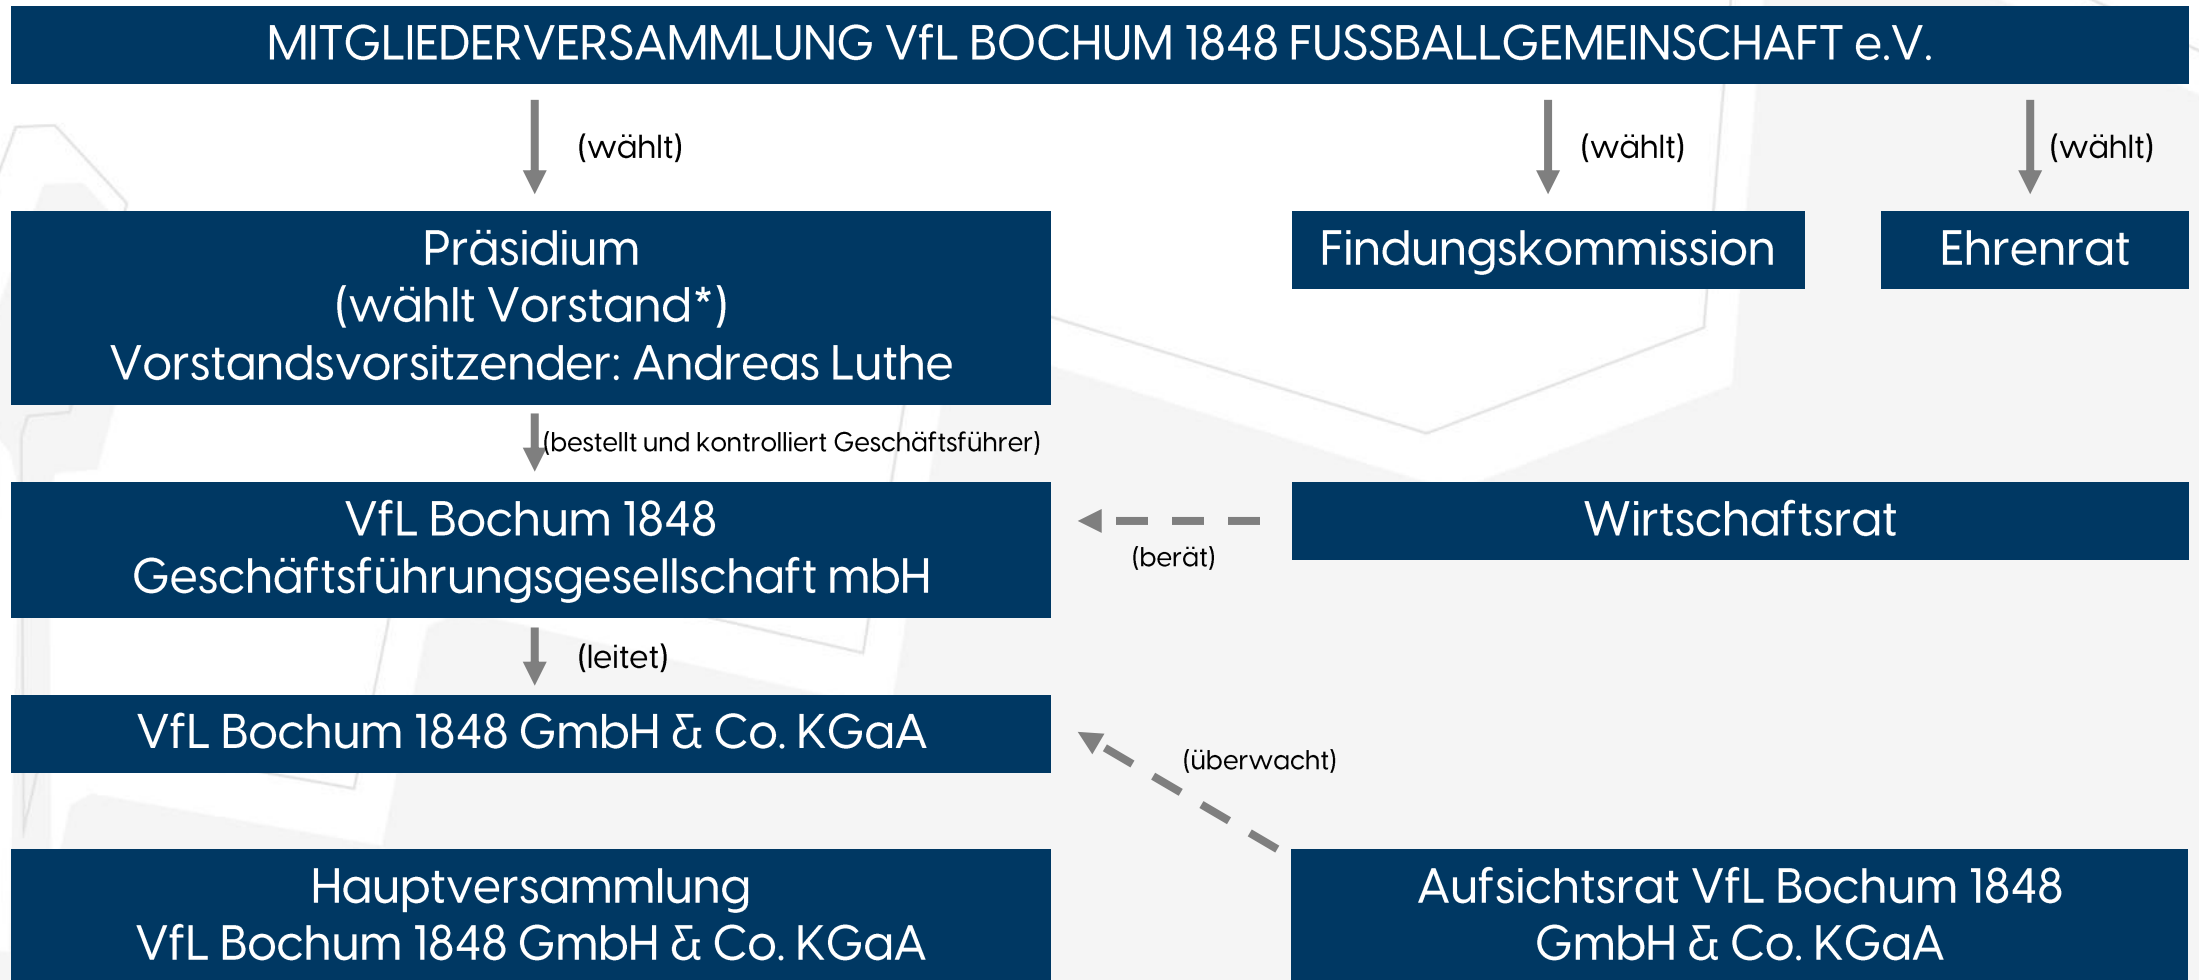 MITGLIEDERVERSAMMLUNG VfL BOCHUM 1848 FUSSBALLGEMEINSCHAFT e.V.
(wählt)
(wählt)
(wählt)
Präsidium
(wählt Vorstand*)
Vorstandsvorsitzender: Andreas Luthe
Findungskommission
Ehrenrat
(bestellt und kontrolliert Geschäftsführer)
VfL Bochum 1848
Geschäftsführungsgesellschaft mbH
(berät)
Wirtschaftsrat
(leitet)
VfL Bochum 1848 GmbH & Co. KGaA
(überwacht)
Hauptversammlung
VfL Bochum 1848 GmbH & Co. KGaA
Aufsichtsrat VfL Bochum 1848
GmbH & Co. KGaA